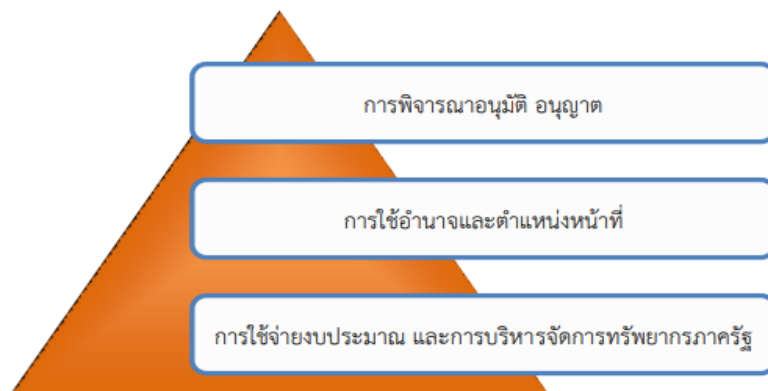 การพิจารณาอนุมัติ อนุญาต
การใช้อำนาจและตำแหน่งหน้าที่
การใช้จ่ายงบประมาณ และการบริหารจัดการทรัพยากรภาครัฐ